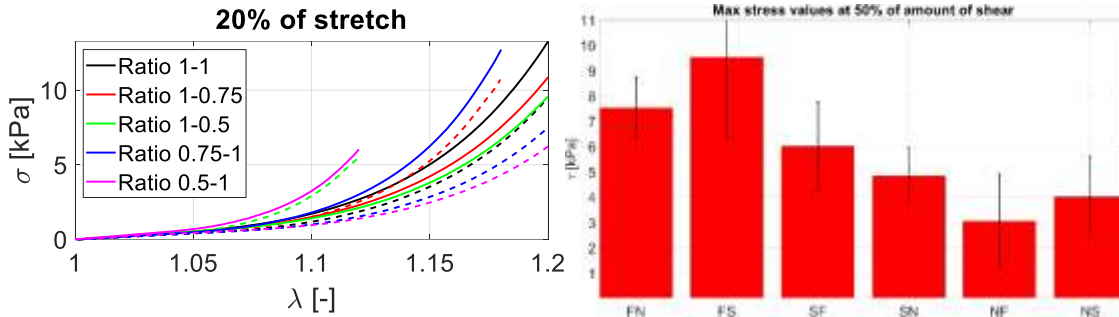 20% of stretch
σ [kPa]
10
5
0
Ratio 1-1
Ratio 1-0.75
Ratio 1-0.5
Ratio 0.75-1
Ratio 0.5-1
1
1.05
1.1
1.15
1.2
λ [-]
Max stress values at 50% of amount of shear
τ [kPa]
11
10
9
8
7
6
5
4
3
2
1
FN
FS
SF
SN
NF
NS